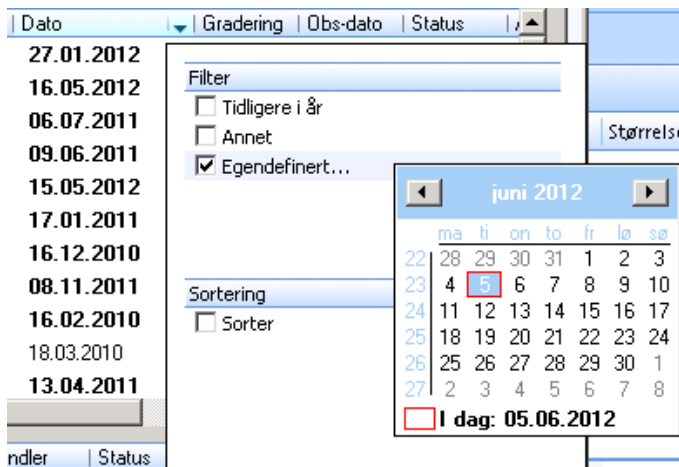 Dato Gradering Obs-dato Status
27.01.2012
16.05.2012
06.07.2011
09.06.2011
15.05.2012
17.01.2011
16.12.2010
08.11.2011
16.02.2010
18.03.2010
13.04.2011
Filter
Tidligere i år
Annet
Egendefinert...
Sortering
Sorter
Størrelse
juni 2012
ma ti on to fr lø sø
22 28 29 30 31 1 2 3
23 4 5 6 7 8 9 10
24 11 12 13 14 15 16 17
25 18 19 20 21 22 23 24
26 25 26 27 28 29 30 1
27 2 3 4 5 6 7 8
I dag: 05.06.2012
ndler Status